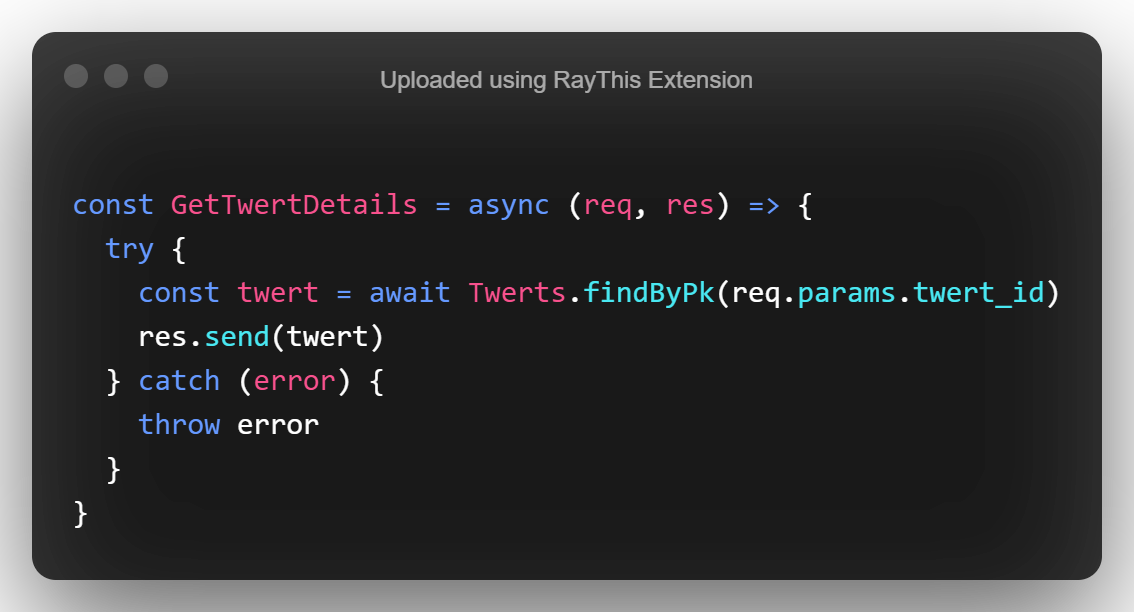 Uploaded using RayThis Extension
const GetTwertDetails = async (req, res) => {
  try {
    const twert = await Twerts.findByPk(req.params.twert_id)
    res.send(twert)
  } catch (error) {
    throw error
  }
}